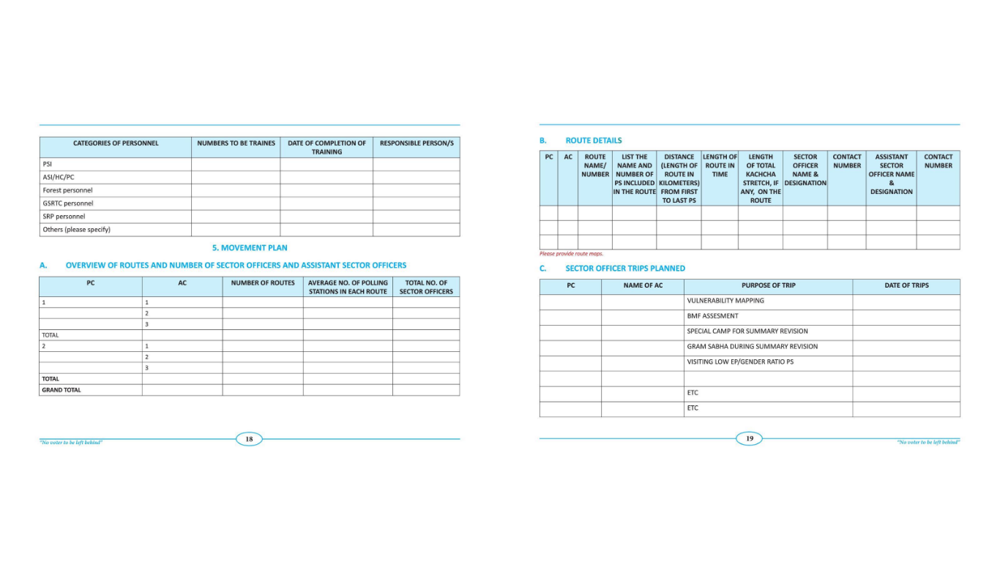 CATEGORIES OF PERSONNEL NUMBERS TO BE TRAINES DATE OF COMPLETION OF TRAINING RESPONSIBLE PERSON/S
PSI
ASI/HC/PC
Forest personnel
GSRTC personnel
SRP personnel
Others (please specify)
5. MOVEMENT PLAN
A. OVERVIEW OF ROUTES AND NUMBER OF SECTOR OFFICERS AND ASSISTANT SECTOR OFFICERS
PC AC NUMBER OF ROUTES AVERAGE NO. OF POLLING STATIONS IN EACH ROUTE TOTAL NO. OF SECTOR OFFICERS
1 1
2
3
TOTAL
2 1
2
3
TOTAL
GRAND TOTAL
18
"No voter to be left behind"
B. ROUTE DETAILS
PC AC ROUTE NAME/ NUMBER LIST THE NAME AND NUMBER OF PS INCLUDED IN THE ROUTE DISTANCE (LENGTH OF ROUTE IN KILOMETERS) FROM FIRST TO LAST PS LENGTH OF ROUTE IN TIME LENGTH OF TOTAL KACHCHA STRETCH, IF ANY, ON THE ROUTE SECTOR OFFICER NAME & DESIGNATION CONTACT NUMBER ASSISTANT SECTOR OFFICER NAME & DESIGNATION CONTACT NUMBER
Please provide route maps.
C. SECTOR OFFICER TRIPS PLANNED
PC NAME OF AC PURPOSE OF TRIP DATE OF TRIPS
VULNERABILITY MAPPING
BMF ASSESMENT
SPECIAL CAMP FOR SUMMARY REVISION
GRAM SABHA DURING SUMMARY REVISION
VISITING LOW EP/GENDER RATIO PS
ETC
ETC
19
"No voter to be left behind"